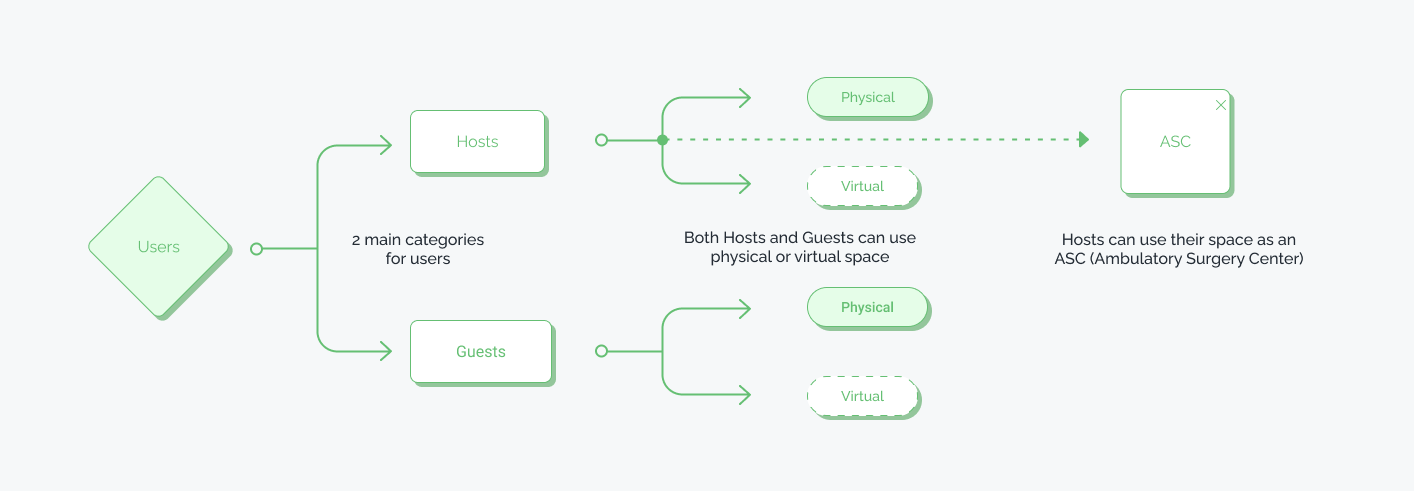 Users
Hosts
2 main categories
for users
Guests
Physical
Virtual
Both Hosts and Guests can use
physical or virtual space
Physical
Virtual
ASC
Hosts can use their space as an
ASC (Ambulatory Surgery Center)